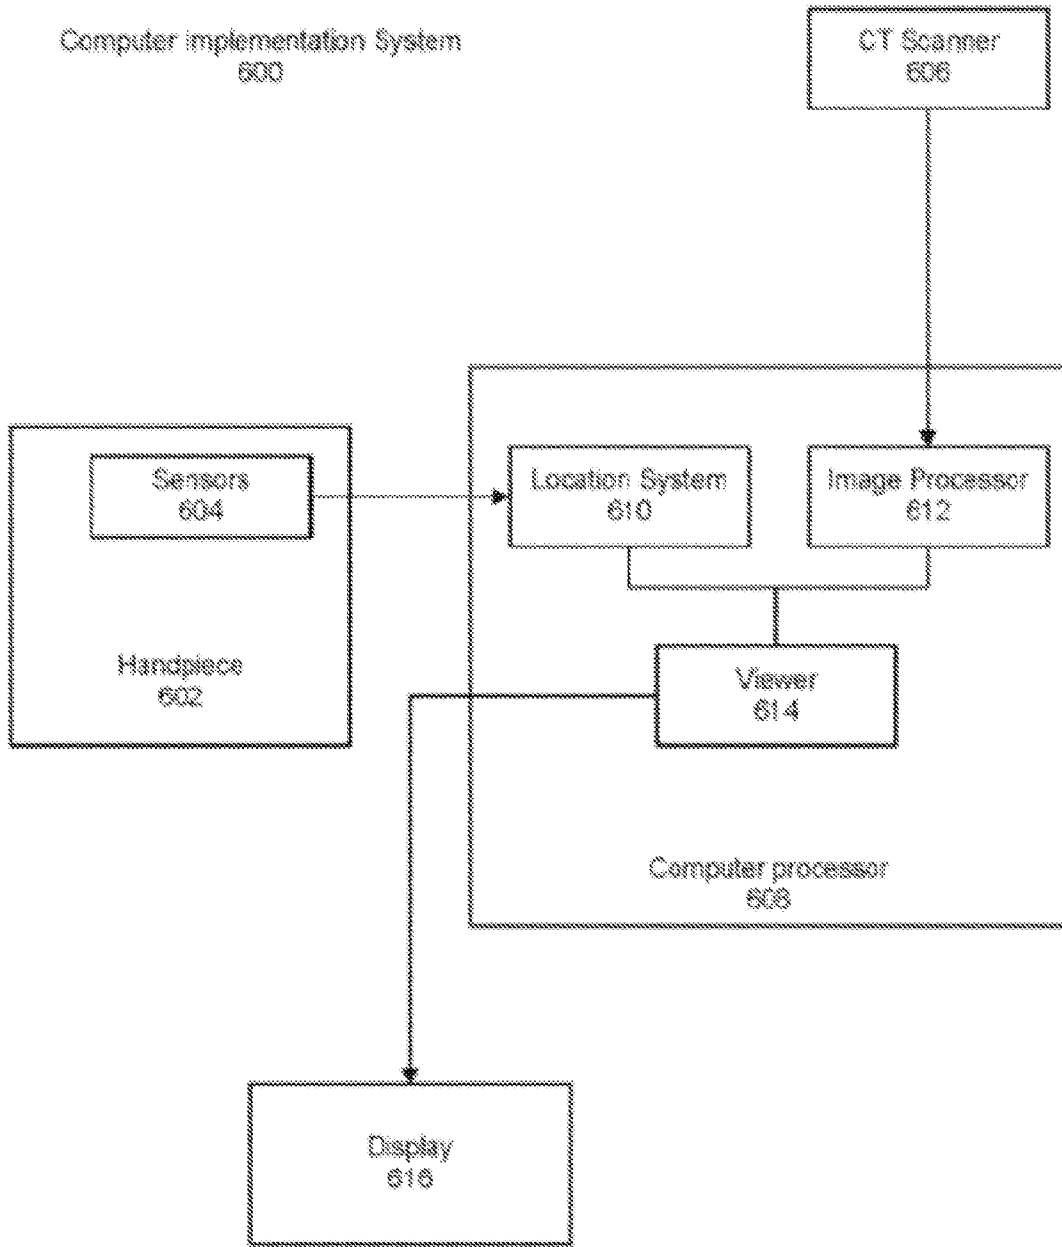 Computer implementation System
600
CT Scanner
606
Sensors
604
Location System
610
Image Processor
612
Handpiece
602
Viewer
614
Computer processor
608
Display
616